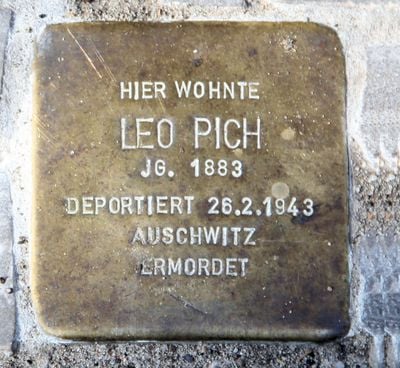 HIER WOHNTE
LEO PICH
JG. 1883
DEPORTIERT 26.2.1943
AUSCHWITZ
ERMORDET